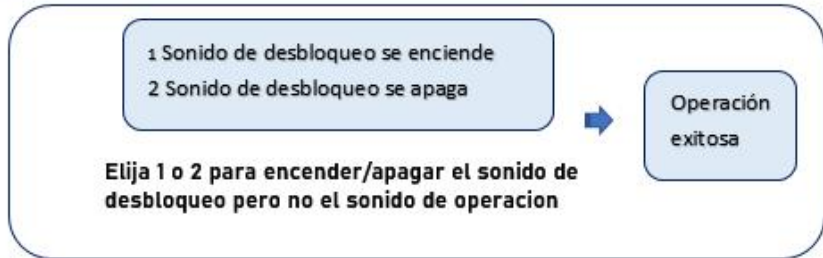 1 Sonido de desbloqueo se enciende
2 Sonido de desbloqueo se apaga
Operación
exitosa
Elija 1 o 2 para encender/apagar el sonido de
desbloqueo pero no el sonido de operacion